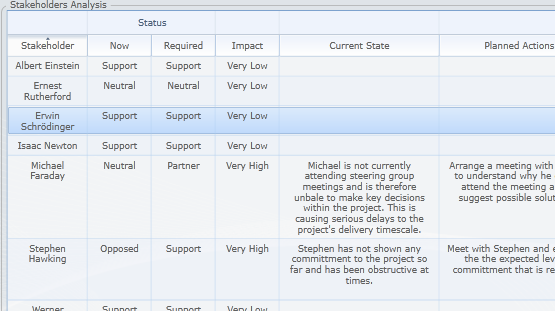 Stakeholders Analysis
Status
Stakeholder Now Required Impact Current State Planned Actions
Albert Einstein Support Support Very Low
Ernest Neutral Neutral Very Low
Rutherford
Erwin Support Support Very Low
Schrödinger
Isaac Newton Support Support Very Low
Michael Neutral Partner Very High Michael is not currently Arrange a meeting with
Faraday attending steering group to understand why he
meetings and is therefore attend the meeting a
unbale to make key decisions suggest possible solut
within the project. This is
causing serious delays to the
project's delivery timescale.
Stephen Opposed Support Very High Stephen has not shown any Meet with Stephen and e
Hawking committment to the project so the the expected lev
far and has been obstructive at committment that is re
times.
Werner Support Support Very Low